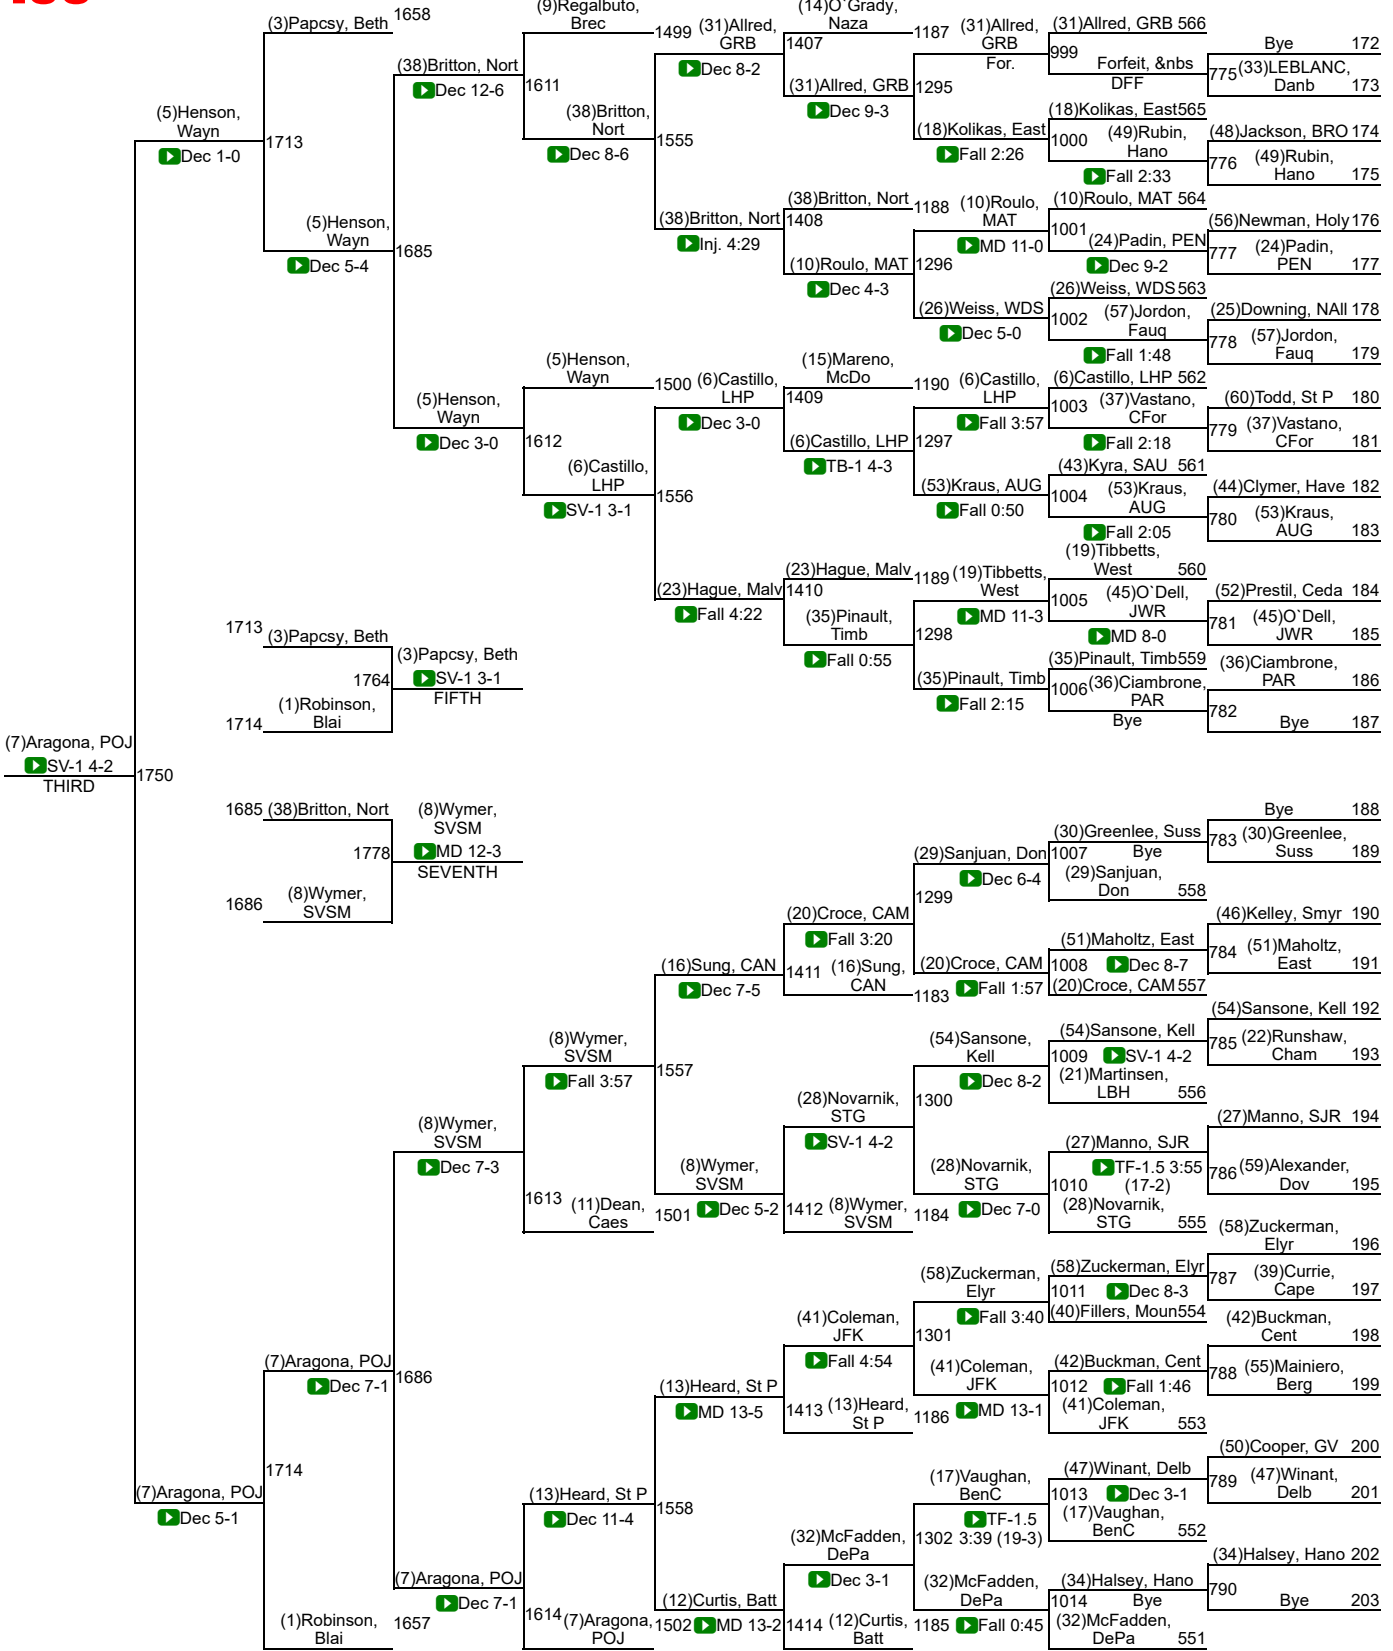 (3)Papcsy, Beth 1658
(9)Regalbuto,
Brec
1499 (31)Allred,
GRB
Dec 8-2
(14)O`Grady,
Naza
1407
1187 (31)Allred,
GRB
For.
(31)Allred, GRB 566
999
Forfeit, &nbs
DFF
Bye 172
775 (33)LEBLANC,
Danb 173
(38)Britton, Nort
Dec 12-6
1611
(31)Allred, GRB
Dec 9-3
1295
(5)Henson,
Wayn
Dec 1-0
1713
(38)Britton,
Nort
Dec 8-6
1555
(18)Kolikas, East
Fall 2:26
(18)Kolikas, East 565
1000 (49)Rubin,
Hano
Fall 2:33
(48)Jackson, BRO 174
776 (49)Rubin,
Hano 175
(5)Henson,
Wayn
Dec 5-4
1685
(38)Britton, Nort
Inj. 4:29
(38)Britton, Nort
1408
1188 (10)Roulo,
MAT
MD 11-0
(10)Roulo, MAT 564
1001
(24)Padin, PEN
Dec 9-2
(56)Newman, Holy 176
777 (24)Padin,
PEN 177
(10)Roulo, MAT
Dec 4-3
1296
(26)Weiss, WDS
Dec 5-0
(26)Weiss, WDS 563
1002 (57)Jordon,
Fauq
Fall 1:48
(25)Downing, NAll 178
778 (57)Jordon,
Fauq 179
(5)Henson,
Wayn
Dec 3-0
(5)Henson,
Wayn
1612
1500 (6)Castillo,
LHP
Dec 3-0
(15)Mareno,
McDo
1409
1190 (6)Castillo,
LHP
Fall 3:57
(6)Castillo, LHP 562
1003 (37)Vastano,
CFor
Fall 2:18
(60)Todd, St P 180
779 (37)Vastano,
CFor 181
(6)Castillo,
LHP
SV-1 3-1
1556
(6)Castillo, LHP
TB-1 4-3
1297
(53)Kraus, AUG
Fall 0:50
(43)Kyra, SAU 561
1004 (53)Kraus,
AUG
Fall 2:05
(44)Clymer, Have 182
780 (53)Kraus,
AUG 183
(23)Hague, Malv
Fall 4:22
(23)Hague, Malv
1410
1189 (19)Tibbetts,
West
MD 11-3
(19)Tibbetts,
West 560
1005 (45)O`Dell,
JWR
MD 8-0
(52)Prestil, Ceda 184
781 (45)O`Dell,
JWR 185
(35)Pinault,
Timb
Fall 0:55
1298
(35)Pinault, Timb
Fall 2:15
(35)Pinault, Timb 559
1006 (36)Ciambrone,
PAR
Bye
(36)Ciambrone,
PAR 186
782
Bye 187
1713 (3)Papcsy, Beth
1764
(3)Papcsy, Beth
SV-1 3-1
FIFTH
1714
(1)Robinson,
Blai
(7)Aragona, POJ
SV-1 4-2
THIRD
1750
1685 (38)Britton, Nort
1778
(8)Wymer,
SVSM
MD 12-3
SEVENTH
1686
(8)Wymer,
SVSM
Bye 188
783 (30)Greenlee,
Suss 189
(30)Greenlee, Suss
1007 Bye
(29)Sanjuan,
Don 558
(29)Sanjuan, Don
Dec 6-4
1299
(20)Croce, CAM
Fall 3:20
1411 (16)Sung,
CAN
(16)Sung, CAN
Dec 7-5
(20)Croce, CAM
1183 Fall 1:57
(51)Maholtz, East
1008 Dec 8-7
(20)Croce, CAM 557
(46)Kelley, Smyr 190
784 (51)Maholtz,
East 191
(8)Wymer,
SVSM
Fall 3:57
1557
(54)Sansone,
Kell
Dec 8-2
1300
(54)Sansone, Kell
1009 SV-1 4-2
(21)Martinsen,
LBH 556
(54)Sansone, Kell 192
785 (22)Runshaw,
Cham 193
(8)Wymer,
SVSM
Dec 7-3
1613 (11)Dean,
Caes
(8)Wymer,
SVSM
1501 Dec 5-2
(28)Novarnik,
STG
SV-1 4-2
1412 (8)Wymer,
SVSM
(28)Novarnik,
STG
1184 Dec 7-0
(27)Manno, SJR
TF-1.5 3:55
(17-2)
1010
(28)Novarnik,
STG 555
(27)Manno, SJR 194
786 (59)Alexander,
Dov 195
(58)Zuckerman,
Elyr
Fall 3:40
1301
(58)Zuckerman, Elyr
1011 Dec 8-3
(40)Fillers, Moun 554
(58)Zuckerman,
Elyr 196
787 (39)Currie,
Cape 197
(7)Aragona, POJ
Dec 7-1
1686
(13)Heard, St P
MD 13-5
(41)Coleman,
JFK
Fall 4:54
1413 (13)Heard,
St P
(41)Coleman,
JFK
1186 MD 13-1
(42)Buckman, Cent
1012 Fall 1:46
(41)Coleman,
JFK 553
(42)Buckman,
Cent 198
788 (55)Mainiero,
Berg 199
(7)Aragona, POJ
Dec 5-1
1714
(13)Heard, St P
Dec 11-4
1558
(17)Vaughan,
BenC
TF-1.5
1302 3:39 (19-3)
(47)Winant, Delb
1013 Dec 3-1
(17)Vaughan,
BenC 552
(50)Cooper, GV 200
789 (47)Winant,
Delb 201
(7)Aragona, POJ
Dec 7-1
1614 (7)Aragona,
POJ
(12)Curtis, Batt
1502 MD 13-2
(32)McFadden,
DePa
Dec 3-1
1414 (12)Curtis,
Batt
(32)McFadden,
DePa
1185 Fall 0:45
(34)Halsey, Hano
1014 Bye
(32)McFadden,
DePa 551
(34)Halsey, Hano 202
790
Bye 203
(1)Robinson,
Blai
1657